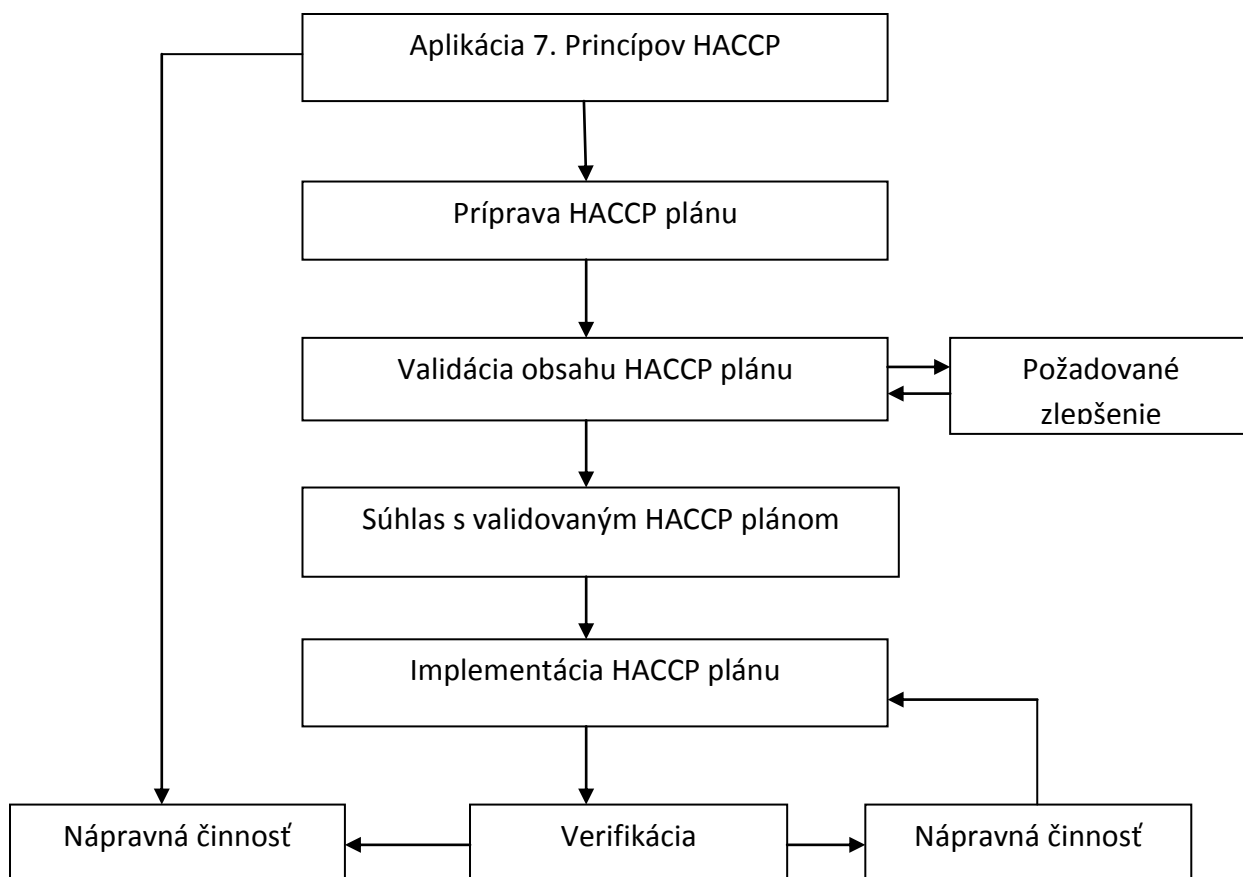 Aplikácia 7. Princípov HACCP
Príprava HACCP plánu
Validácia obsahu HACCP plánu
Požadované
zlepšenie
Súhlas s validovaným HACCP plánom
Implementácia HACCP plánu
Nápravná činnosť
Verifikácia
Nápravná činnosť